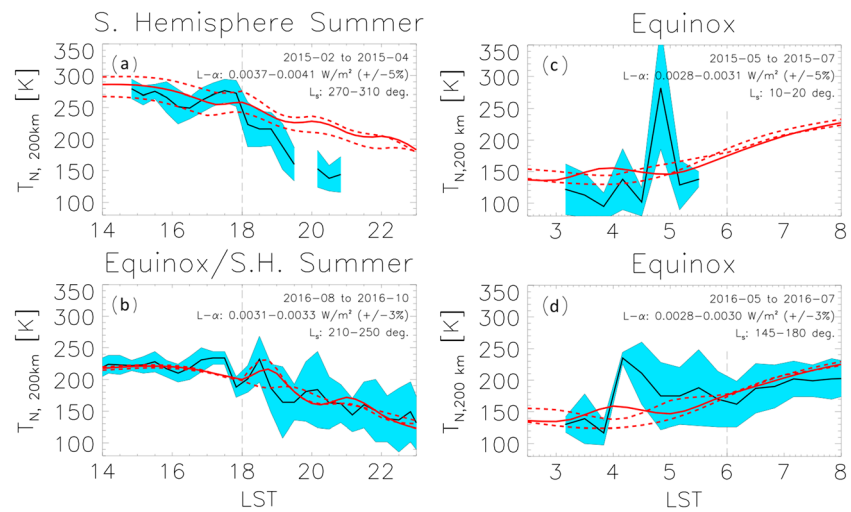 S. Hemisphere Summer
(a)
2015-02 to 2015-04
L-α: 0.0037-0.0041 W/m² (+/-5%)
Lₛ: 270-310 deg.
T_N, 200km [K]
350
300
250
200
150
100
14 16 18 20 22
Equinox
(c)
2015-05 to 2015-07
L-α: 0.0028-0.0031 W/m² (+/-5%)
Lₛ: 10-20 deg.
T_N,200 km [K]
350
300
250
200
150
100
3 4 5 6 7 8
Equinox/S.H. Summer
(b)
2016-08 to 2016-10
L-α: 0.0031-0.0033 W/m² (+/-3%)
Lₛ: 210-250 deg.
T_N, 200km [K]
350
300
250
200
150
100
14 16 18 20 22
LST
Equinox
(d)
2016-05 to 2016-07
L-α: 0.0028-0.0030 W/m² (+/-3%)
Lₛ: 145-180 deg.
T_N,200 km [K]
350
300
250
200
150
100
3 4 5 6 7 8
LST